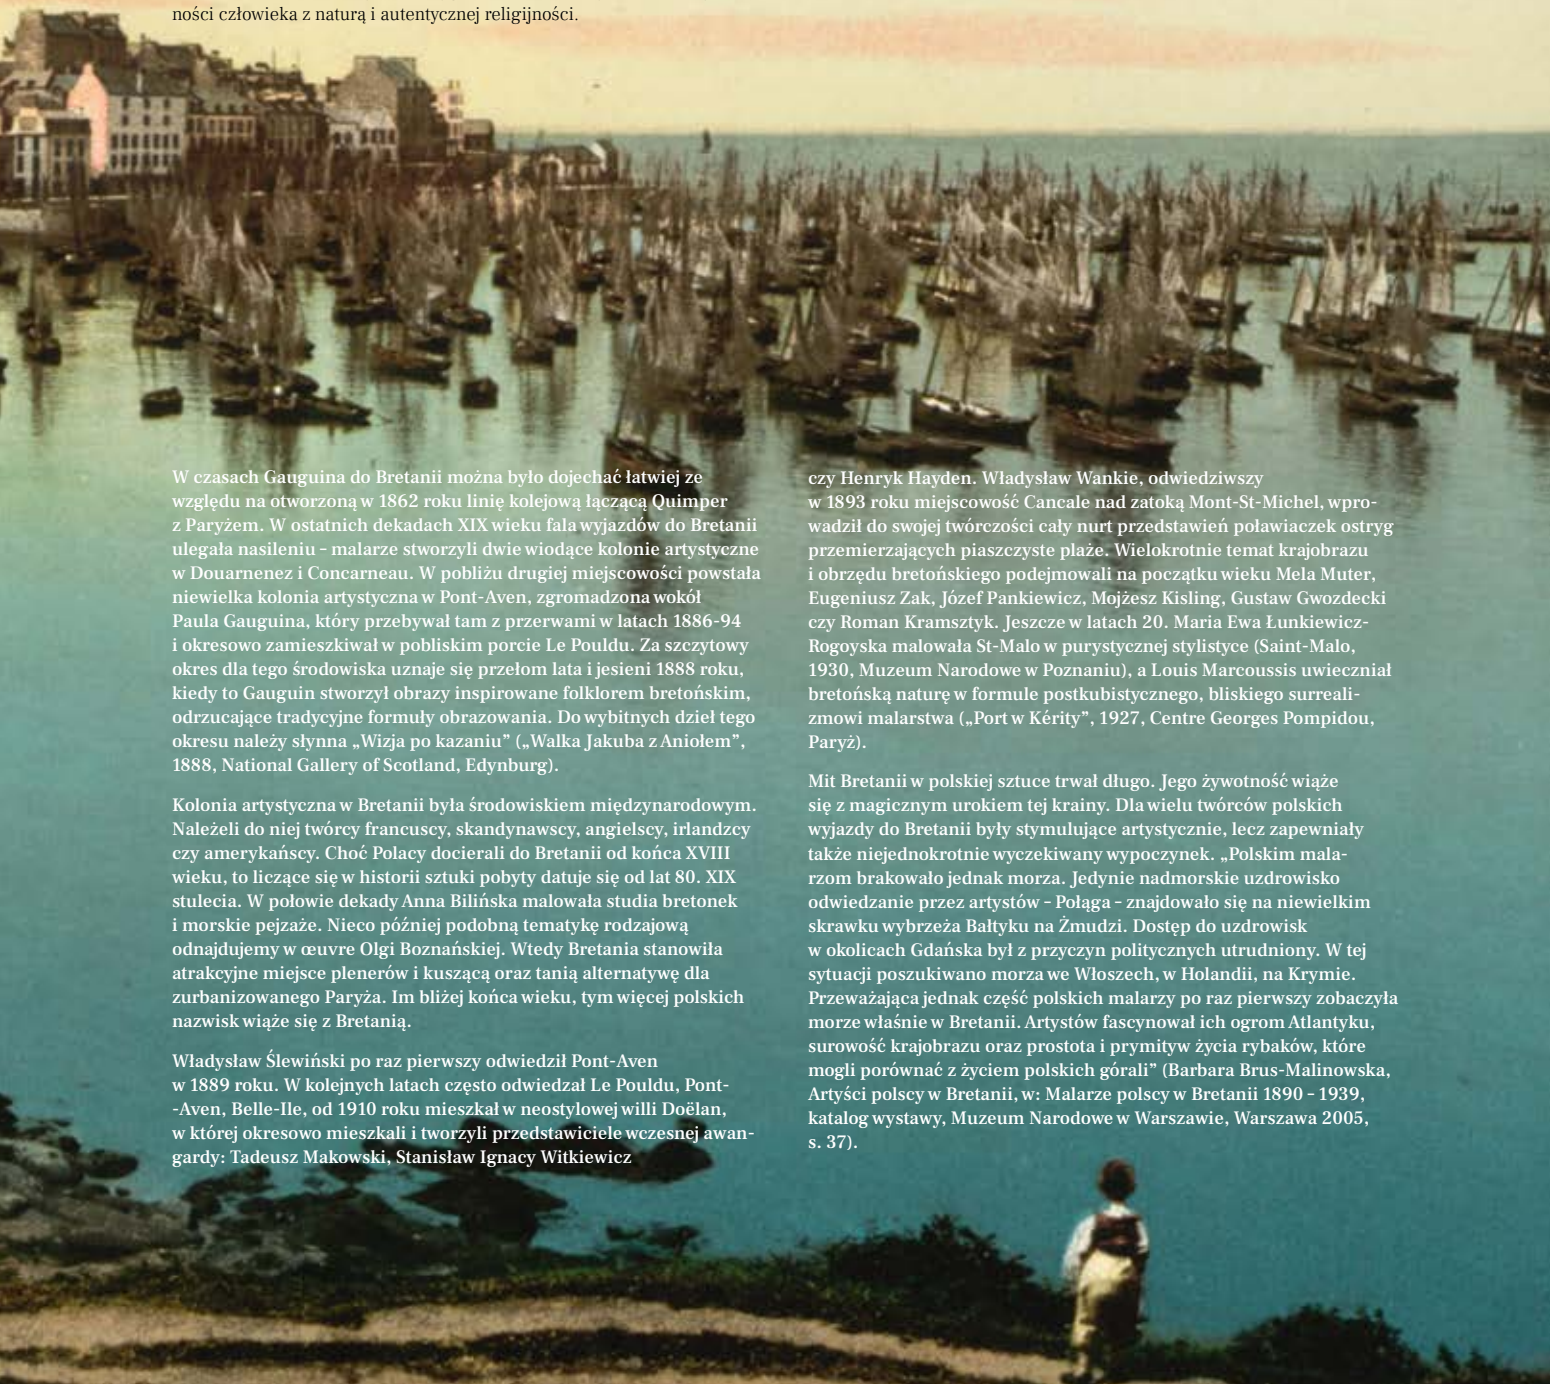 ności człowieka z naturą i autentycznej religijności.
W czasach Gauguina do Bretanii można było dojechać łatwiej ze
względu na otworzoną w 1862 roku linię kolejową łączącą Quimper
z Paryżem. W ostatnich dekadach XIX wieku fala wyjazdów do Bretanii
ulegała nasileniu – malarze stworzyli dwie wiodące kolonie artystyczne
w Douarnenez i Concarneau. W pobliżu drugiej miejscowości powstała
niewielka kolonia artystyczna w Pont-Aven, zgromadzona wokół
Paula Gauguina, który przebywał tam z przerwami w latach 1886-94
i okresowo zamieszkiwał w pobliskim porcie Le Pouldu. Za szczytowy
okres dla tego środowiska uznaje się przełom lata i jesieni 1888 roku,
kiedy to Gauguin stworzył obrazy inspirowane folklorem bretońskim,
odrzucające tradycyjne formuły obrazowania. Do wybitnych dzieł tego
okresu należy słynna „Wizja po kazaniu” („Walka Jakuba z Aniołem”,
1888, National Gallery of Scotland, Edynburg).
Kolonia artystyczna w Bretanii była środowiskiem międzynarodowym.
Należeli do niej twórcy francuscy, skandynawscy, angielscy, irlandzcy
czy amerykańscy. Choć Polacy docierali do Bretanii od końca XVIII
wieku, to liczące się w historii sztuki pobyty datuje się od lat 80. XIX
stulecia. W połowie dekady Anna Bilińska malowała studia bretonek
i morskie pejzaże. Nieco później podobną tematykę rodzajową
odnajdujemy w œuvre Olgi Boznańskiej. Wtedy Bretania stanowiła
atrakcyjne miejsce plenerów i kuszącą oraz tanią alternatywę dla
zurbanizowanego Paryża. Im bliżej końca wieku, tym więcej polskich
nazwisk wiąże się z Bretanią.
Władysław Ślewiński po raz pierwszy odwiedził Pont-Aven
w 1889 roku. W kolejnych latach często odwiedzał Le Pouldu, Pont-
-Aven, Belle-Ile, od 1910 roku mieszkał w neostylowej willi Doëlan,
w której okresowo mieszkali i tworzyli przedstawiciele wczesnej awan-
gardy: Tadeusz Makowski, Stanisław Ignacy Witkiewicz
czy Henryk Hayden. Władysław Wankie, odwiedziwszy
w 1893 roku miejscowość Cancale nad zatoką Mont-St-Michel, wpro-
wadził do swojej twórczości cały nurt przedstawień poławiaczek ostryg
przemierzających piaszczyste plaże. Wielokrotnie temat krajobrazu
i obrzędu bretońskiego podejmowali na początku wieku Mela Muter,
Eugeniusz Zak, Józef Pankiewicz, Mojżesz Kisling, Gustaw Gwozdecki
czy Roman Kramsztyk. Jeszcze w latach 20. Maria Ewa Łunkiewicz-
Rogoyska malowała St-Malo w purystycznej stylistyce (Saint-Malo,
1930, Muzeum Narodowe w Poznaniu), a Louis Marcoussis uwieczniał
bretońską naturę w formule postkubistycznego, bliskiego surreali-
zmowi malarstwa („Port w Kérity”, 1927, Centre Georges Pompidou,
Paryż).
Mit Bretanii w polskiej sztuce trwał długo. Jego żywotność wiąże
się z magicznym urokiem tej krainy. Dla wielu twórców polskich
wyjazdy do Bretanii były stymulujące artystycznie, lecz zapewniały
także niejednokrotnie wyczekiwany wypoczynek. „Polskim mala-
rzom brakowało jednak morza. Jedynie nadmorskie uzdrowisko
odwiedzanie przez artystów – Połąga – znajdowało się na niewielkim
skrawku wybrzeża Bałtyku na Żmudzi. Dostęp do uzdrowisk
w okolicach Gdańska był z przyczyn politycznych utrudniony. W tej
sytuacji poszukiwano morza we Włoszech, w Holandii, na Krymie.
Przeważająca jednak część polskich malarzy po raz pierwszy zobaczyła
morze właśnie w Bretanii. Artystów fascynował ich ogrom Atlantyku,
surowość krajobrazu oraz prostota i prymityw życia rybaków, które
mogli porównać z życiem polskich górali” (Barbara Brus-Malinowska,
Artyści polscy w Bretanii, w: Malarze polscy w Bretanii 1890 – 1939,
katalog wystawy, Muzeum Narodowe w Warszawie, Warszawa 2005,
s. 37).